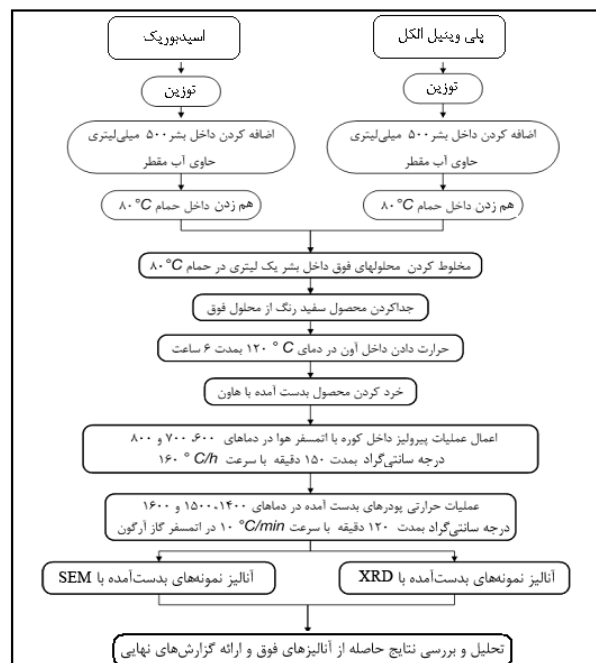 پلی وینیل الکل
اسیدبوریک
توزین
توزین
اضافه کردن داخل بشر ۵۰۰ میلی‌لیتری
حاوی آب مقطر
اضافه کردن داخل بشر ۵۰۰ میلی‌لیتری
حاوی آب مقطر
هم زدن داخل حمام ۸۰°C
هم زدن داخل حمام ۸۰°C
مخلوط کردن محلولهای فوق داخل بشر یک لیتری در حمام ۸۰°C
جداکردن محصول سفید رنگ از محلول فوق
حرارت دادن داخل آون در دمای ۱۲۰ ° C بمدت ۶ ساعت
خرد کردن محصول بدست آمده با هاون
اعمال عملیات پیرولیز داخل کوره با اتمسفر هوا در دماهای ۶۰۰، ۷۰۰ و ۸۰۰
درجه سانتی‌گراد بمدت ۱۵۰ دقیقه با سرعت ۱۶۰ ° C/h
عملیات حرارتی پودرهای بدست آمده در دماهای ۱۴۰۰، ۱۵۰۰ و ۱۶۰۰
درجه سانتی‌گراد بمدت ۱۲۰ دقیقه با سرعت ۱۰ °C/min در اتمسفر گاز آرگون
آنالیز نمونه‌های بدست‌آمده با XRD
آنالیز نمونه‌های بدست‌آمده با SEM
تحلیل و بررسی نتایج حاصله از آنالیزهای فوق و ارائه گزارش‌های نهایی